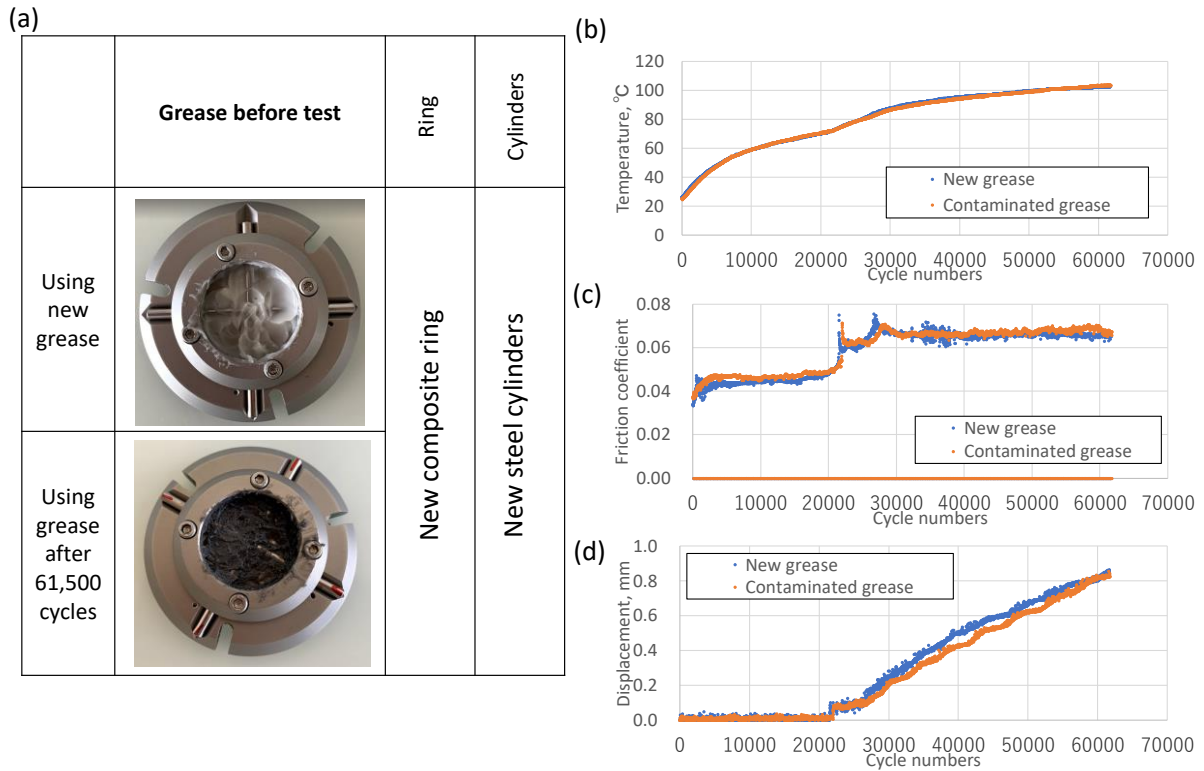 (a)
Grease before test
Ring
Cylinders
Using
new
grease
Using
grease
after
61,500
cycles
New composite ring
New steel cylinders
(b)
Temperature, ℃
120
100
80
60
40
20
0
New grease
Contaminated grease
0 10000 20000 30000 40000 50000 60000 70000
Cycle numbers
(c)
Friction coefficient
0.08
0.06
0.04
0.02
0.00
New grease
Contaminated grease
0 10000 20000 30000 40000 50000 60000 70000
Cycle numbers
(d)
Displacement, mm
1.0
0.8
0.6
0.4
0.2
0.0
New grease
Contaminated grease
0 10000 20000 30000 40000 50000 60000 70000
Cycle numbers